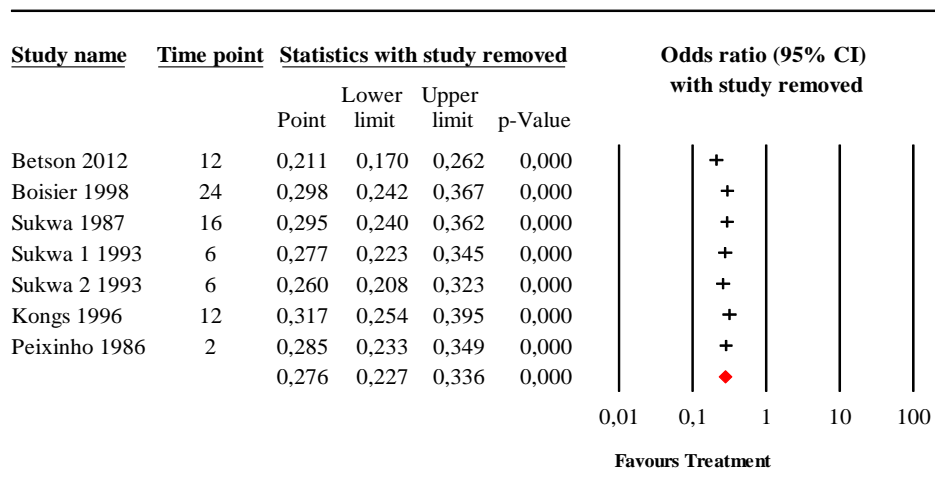 Study name Time point Statistics with study removed Odds ratio (95% CI)
with study removed
Lower Upper
Point limit limit p-Value
Betson 2012 12 0,211 0,170 0,262 0,000
Boisier 1998 24 0,298 0,242 0,367 0,000
Sukwa 1987 16 0,295 0,240 0,362 0,000
Sukwa 1 1993 6 0,277 0,223 0,345 0,000
Sukwa 2 1993 6 0,260 0,208 0,323 0,000
Kongs 1996 12 0,317 0,254 0,395 0,000
Peixinho 1986 2 0,285 0,233 0,349 0,000
0,276 0,227 0,336 0,000
0,01 0,1 1 10 100
Favours Treatment